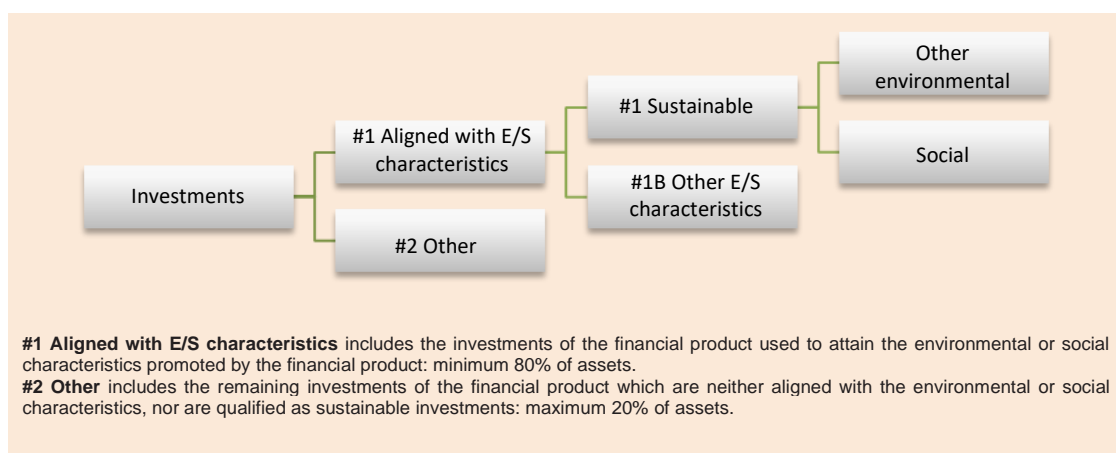 Other
environmental
#1 Sustainable
#1 Aligned with E/S
characteristics
Social
Investments
#1B Other E/S
characteristics
#2 Other
#1 Aligned with E/S characteristics includes the investments of the financial product used to attain the environmental or social
characteristics promoted by the financial product: minimum 80% of assets.
#2 Other includes the remaining investments of the financial product which are neither aligned with the environmental or social
characteristics, nor are qualified as sustainable investments: maximum 20% of assets.